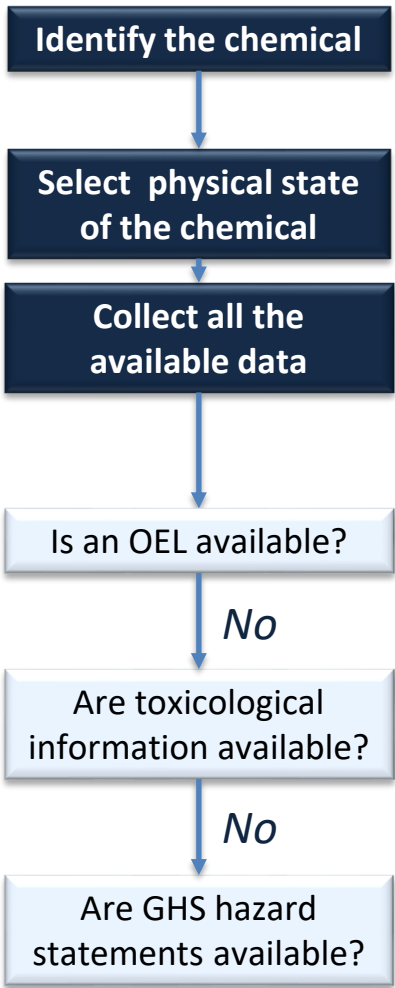 Identify the chemical
Select physical state
of the chemical
Collect all the
available data
Is an OEL available?
No
Are toxicological
information available?
No
Are GHS hazard
statements available?